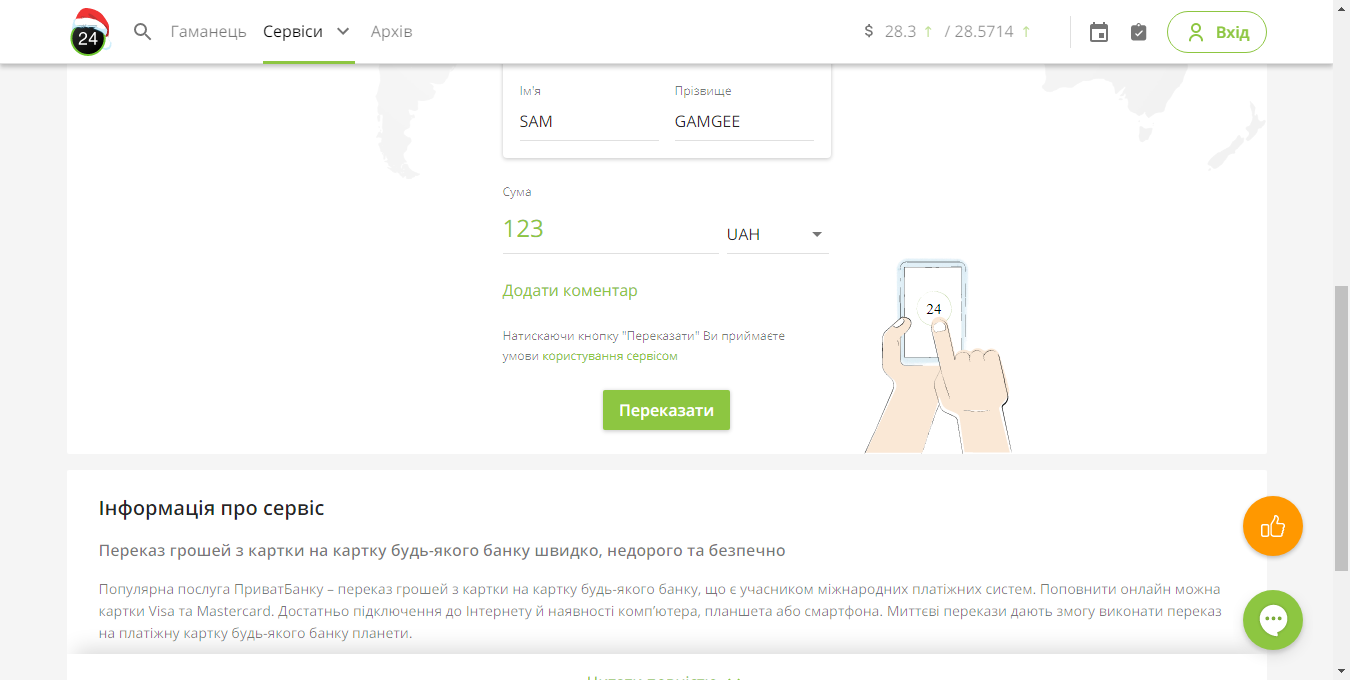 24
Гаманець Сервіси Архів
$ 28.3 ↑ / 28.5714 ↑
Вхід
Ім'я Прізвище
SAM GAMGEE
Сума
123 UAH
Додати коментар
24
Натискаючи кнопку "Переказати" Ви приймаєте
умови користування сервісом
Переказати
Інформація про сервіс
Переказ грошей з картки на картку будь-якого банку швидко, недорого та безпечно
Популярна послуга ПриватБанку – переказ грошей з картки на картку будь-якого банку, що є учасником міжнародних платіжних систем. Поповнити онлайн можна
картки Visa та Mastercard. Достатньо підключення до Інтернету й наявності комп’ютера, планшета або смартфона. Миттєві перекази дають змогу виконати переказ
на платіжну картку будь-якого банку планети.